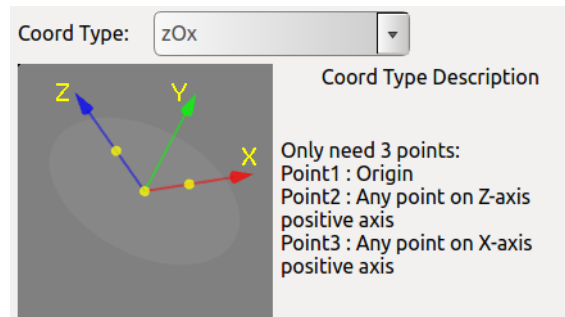 Coord Type: zOx
Coord Type Description
Z Y
X
Only need 3 points:
Point1 : Origin
Point2 : Any point on Z-axis
positive axis
Point3 : Any point on X-axis
positive axis